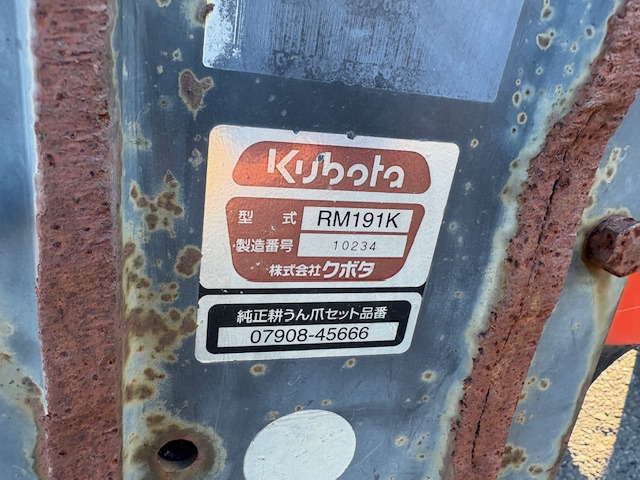 Kubota
型式 RM191K
製造番号 10234
株式会社クボタ
純正耕うん爪セット品番
07908-45666